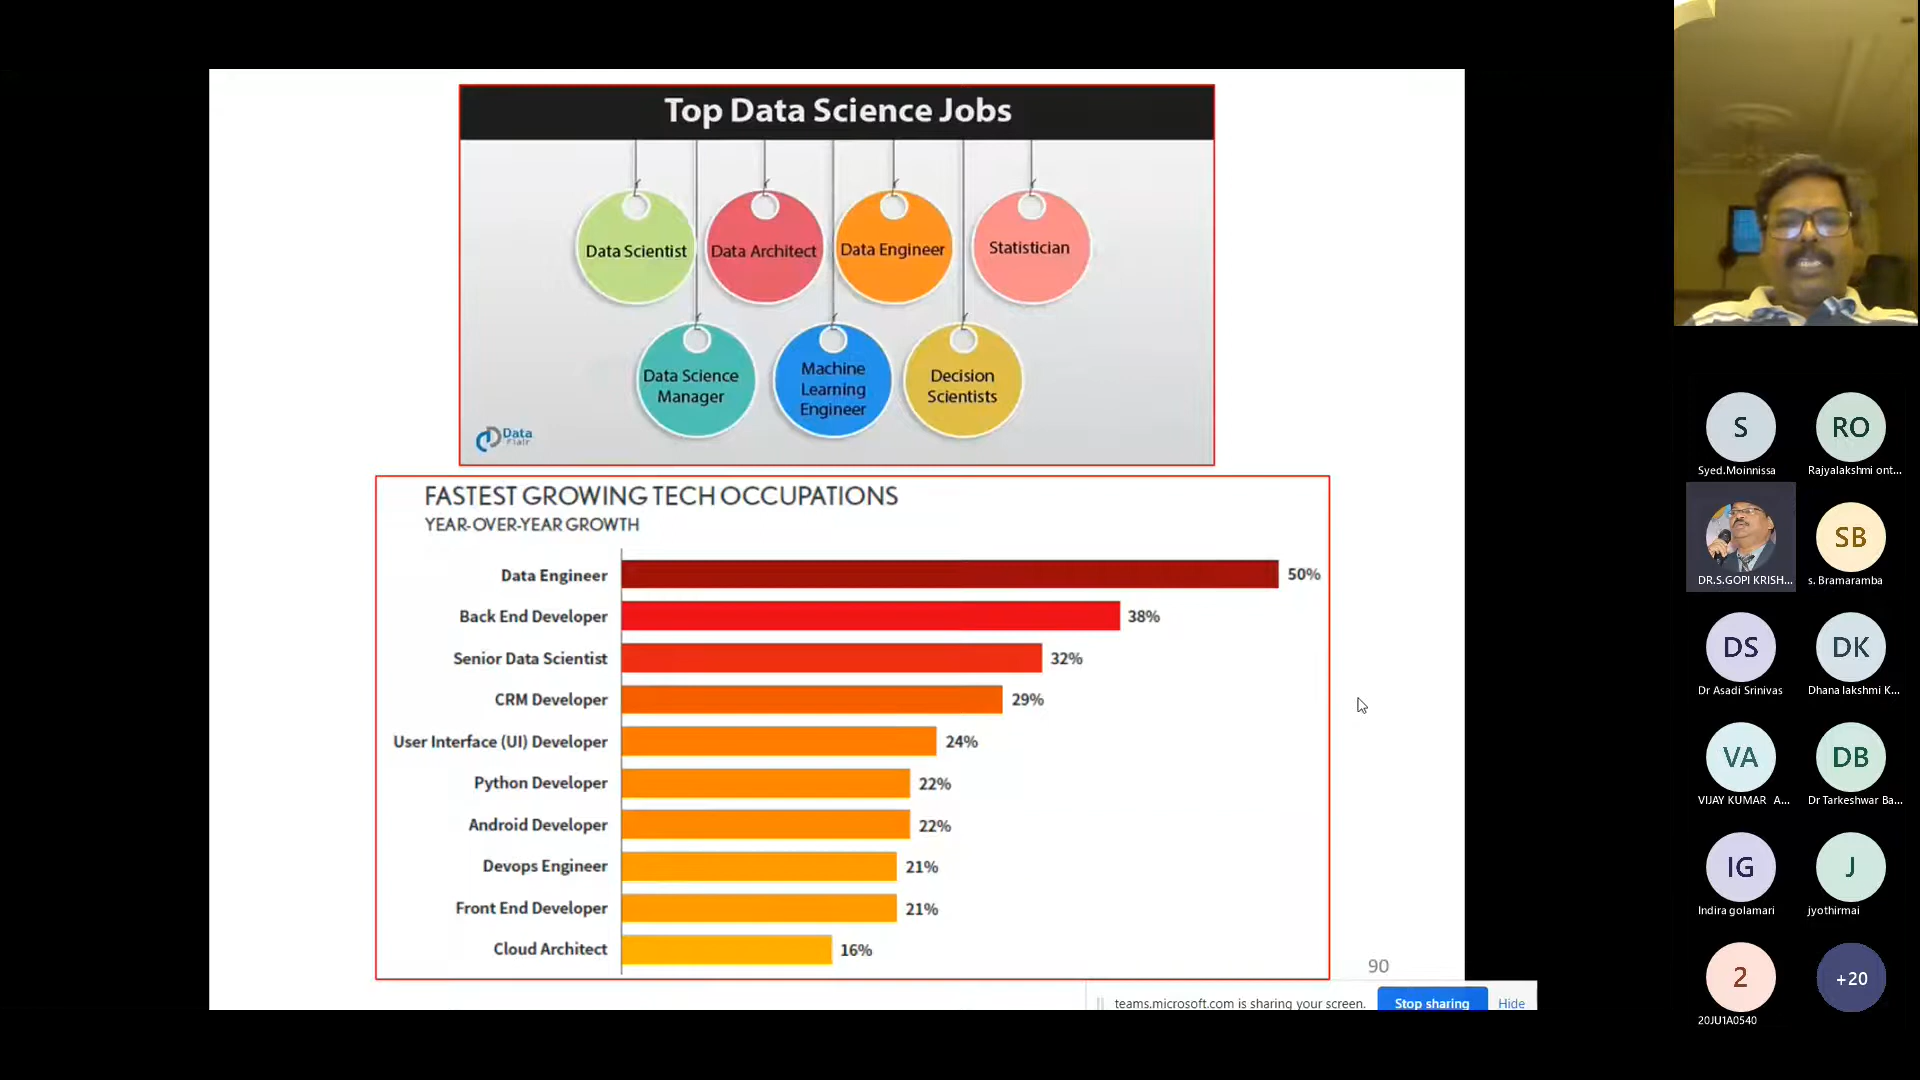 Top Data Science Jobs
Data Scientist
Data Architect
Data Engineer
Statistician
Data Science
Manager
Machine
Learning
Engineer
Decision
Scientists
Data
Flair
FASTEST GROWING TECH OCCUPATIONS
YEAR-OVER-YEAR GROWTH
Data Engineer 50%
Back End Developer 38%
Senior Data Scientist 32%
CRM Developer 29%
User Interface (UI) Developer 24%
Python Developer 22%
Android Developer 22%
Devops Engineer 21%
Front End Developer 21%
Cloud Architect 16%
90
teams.microsoft.com is sharing your screen. Stop sharing Hide
S RO
Syed.Moinnissa Rajyalakshmi ont...
SB
DR.S.GOPI KRISH... s. Bramaramba
DS DK
Dr Asadi Srinivas Dhana lakshmi K...
VA DB
VIJAY KUMAR A... Dr Tarkeshwar Ba...
IG J
Indira golamari jyothirmai
2 +20
20JU1A0540